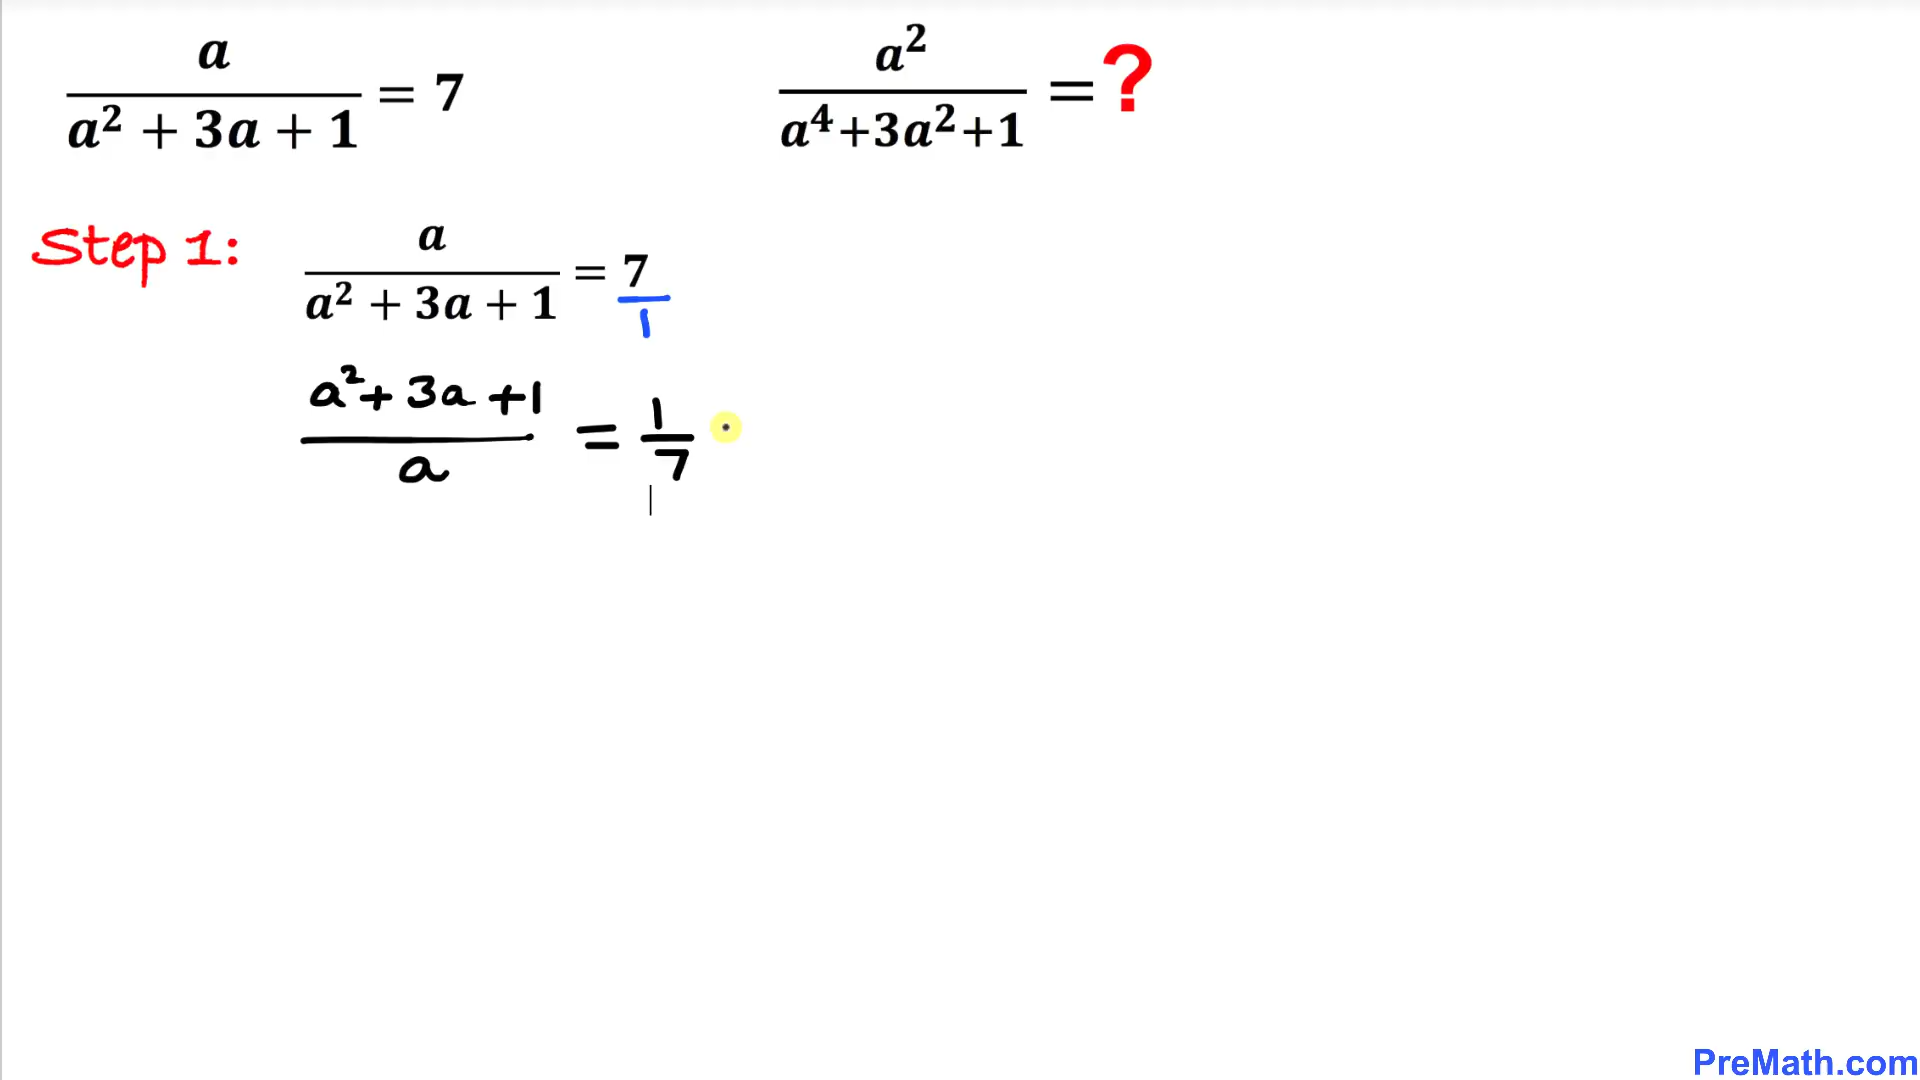 a/(a² + 3a + 1) = 7
a²/(a⁴+3a²+1) = ?
Step 1: a/(a² + 3a + 1) = 7/1
(a² + 3a + 1)/a = 1/7
PreMath.com